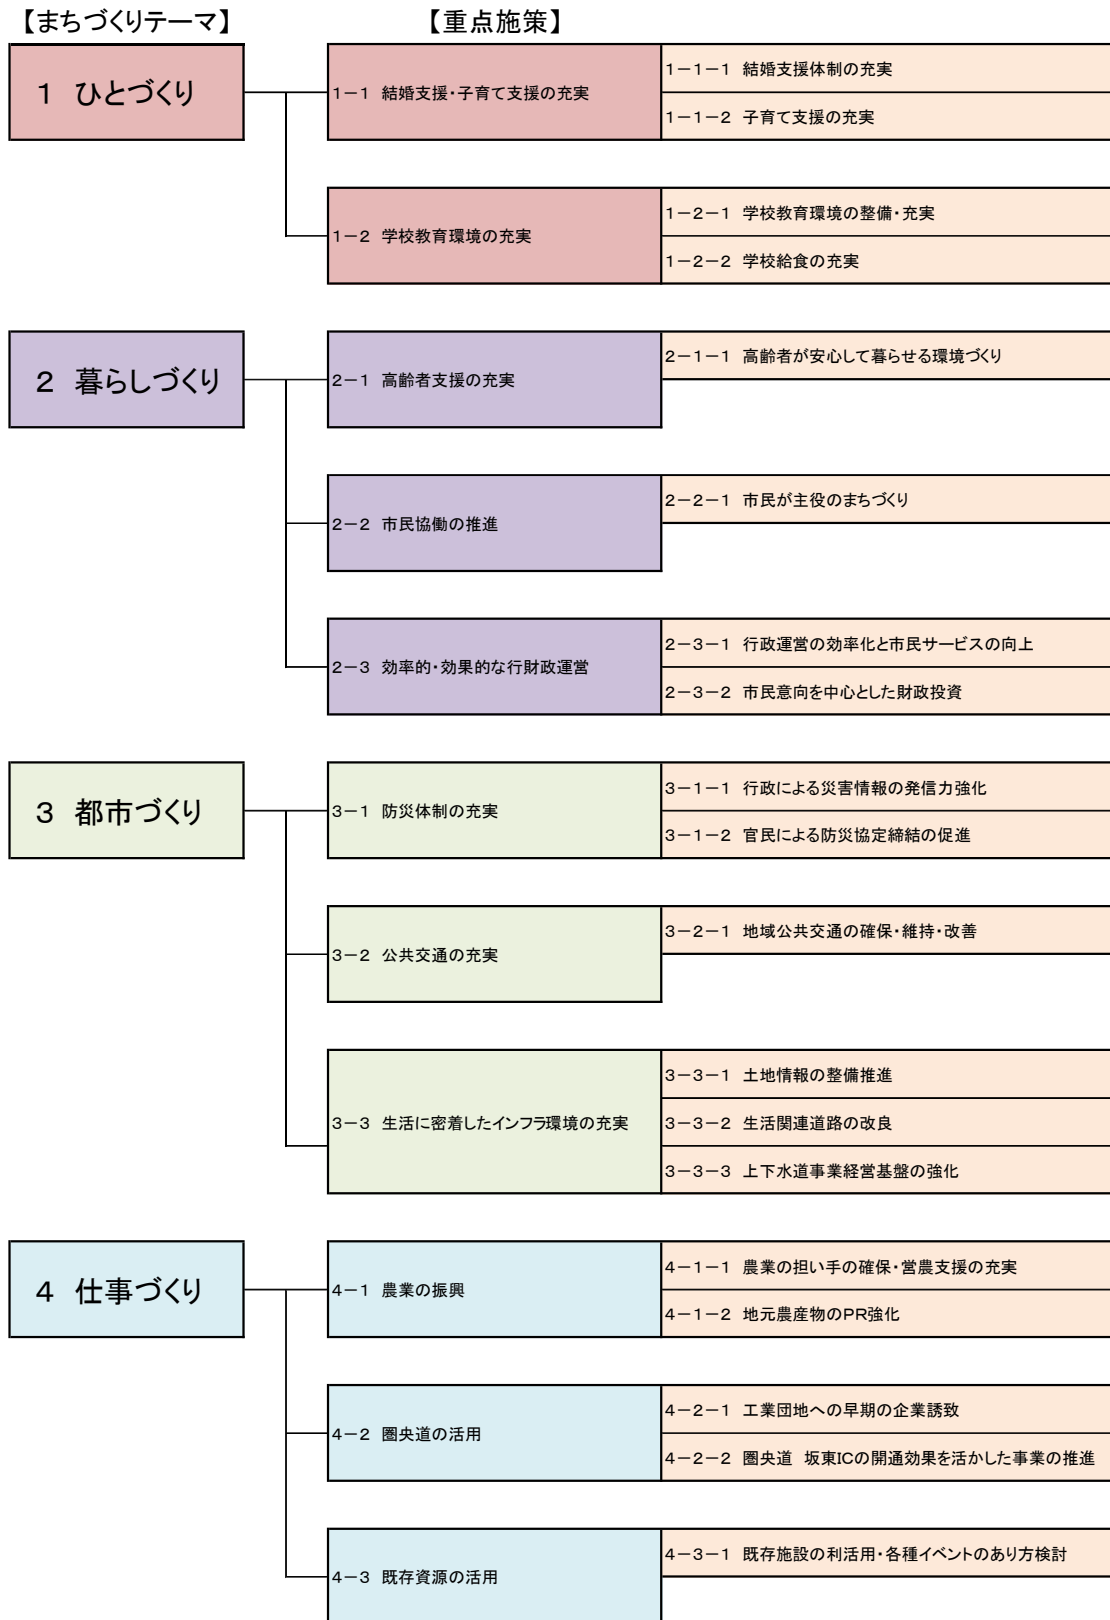 【まちづくりテーマ】
【重点施策】
1 ひとづくり
1－1 結婚支援・子育て支援の充実
1－1－1 結婚支援体制の充実
1－1－2 子育て支援の充実
1－2 学校教育環境の充実
1－2－1 学校教育環境の整備・充実
1－2－2 学校給食の充実
2 暮らしづくり
2－1 高齢者支援の充実
2－1－1 高齢者が安心して暮らせる環境づくり
2－2 市民協働の推進
2－2－1 市民が主役のまちづくり
2－3 効率的・効果的な行財政運営
2－3－1 行政運営の効率化と市民サービスの向上
2－3－2 市民意向を中心とした財政投資
3 都市づくり
3－1 防災体制の充実
3－1－1 行政による災害情報の発信力強化
3－1－2 官民による防災協定締結の促進
3－2 公共交通の充実
3－2－1 地域公共交通の確保・維持・改善
3－3 生活に密着したインフラ環境の充実
3－3－1 土地情報の整備推進
3－3－2 生活関連道路の改良
3－3－3 上下水道事業経営基盤の強化
4 仕事づくり
4－1 農業の振興
4－1－1 農業の担い手の確保・営農支援の充実
4－1－2 地元農産物のPR強化
4－2 圏央道の活用
4－2－1 工業団地への早期の企業誘致
4－2－2 圏央道 坂東ICの開通効果を活かした事業の推進
4－3 既存資源の活用
4－3－1 既存施設の利活用・各種イベントのあり方検討